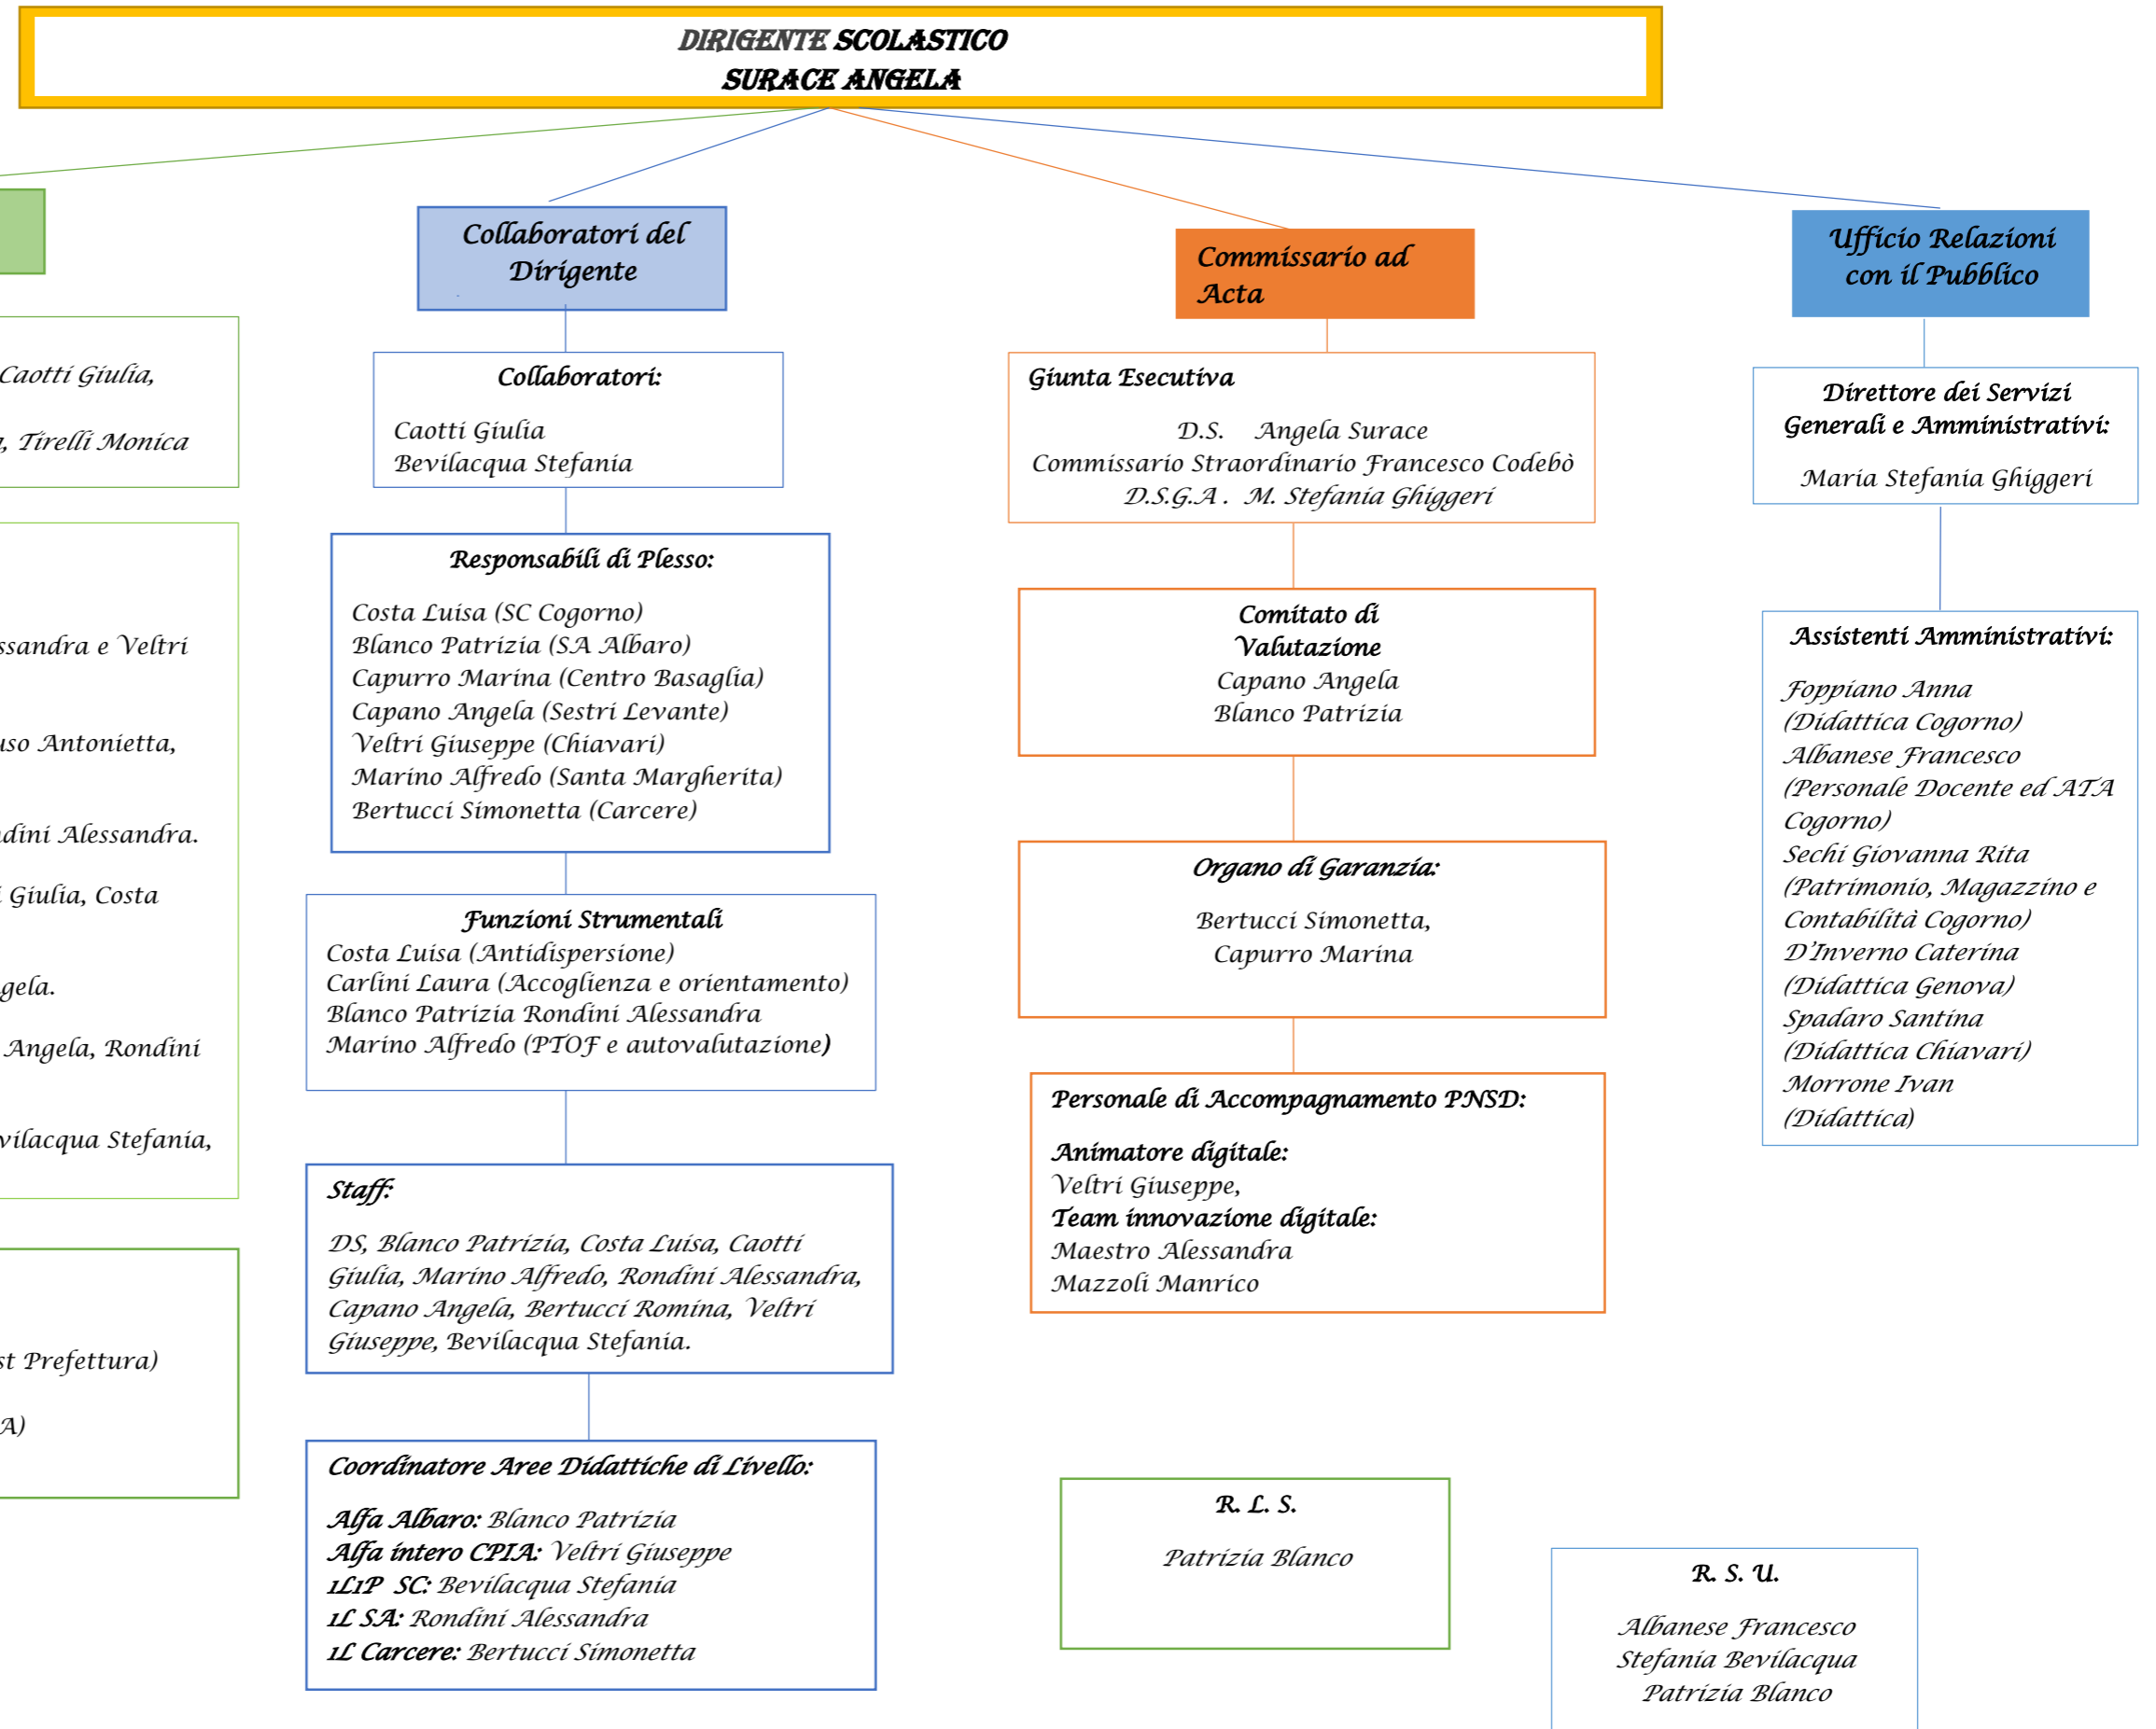 DIRIGENTE SCOLASTICO
SURACE ANGELA
Caotti Giulia,
Tirelli Monica
e Veltri
Antonietta,
Alessandra.
Giulia, Costa
Angela, Rondini
Stefania,
Prefettura)
Collaboratori del
Dirigente
Collaboratori:
Caotti Giulia
Bevilacqua Stefania
Responsabili di Plesso:
Costa Luisa (SC Cogorno)
Blanco Patrizia (SA Albaro)
Capurro Marina (Centro Basaglia)
Capano Angela (Sestri Levante)
Veltri Giuseppe (Chiavari)
Marino Alfredo (Santa Margherita)
Bertucci Simonetta (Carcere)
Funzioni Strumentali
Costa Luisa (Antidispersione)
Carlini Laura (Accoglienza e orientamento)
Blanco Patrizia Rondini Alessandra
Marino Alfredo (PTOF e autovalutazione)
Staff:
DS, Blanco Patrizia, Costa Luisa, Caotti
Giulia, Marino Alfredo, Rondini Alessandra,
Capano Angela, Bertucci Romina, Veltri
Giuseppe, Bevilacqua Stefania.
Coordinatore Aree Didattiche di Livello:
Alfa Albaro: Blanco Patrizia
Alfa intero CPIA: Veltri Giuseppe
1L1P SC: Bevilacqua Stefania
1L SA: Rondini Alessandra
1L Carcere: Bertucci Simonetta
Commissario ad
Acta
Giunta Esecutiva
D.S. Angela Surace
Commissario Straordinario Francesco Codebò
D.S.G.A . M. Stefania Ghiggeri
Comitato di
Valutazione
Capano Angela
Blanco Patrizia
Organo di Garanzia:
Bertucci Simonetta,
Capurro Marina
Personale di Accompagnamento PNSD:
Animatore digitale:
Veltri Giuseppe,
Team innovazione digitale:
Maestro Alessandra
Mazzoli Manrico
R. L. S.
Patrizia Blanco
Ufficio Relazioni
con il Pubblico
Direttore dei Servizi
Generali e Amministrativi:
Maria Stefania Ghiggeri
Assistenti Amministrativi:
Foppiano Anna
(Didattica Cogorno)
Albanese Francesco
(Personale Docente ed ATA
Cogorno)
Sechi Giovanna Rita
(Patrimonio, Magazzino e
Contabilità Cogorno)
D'Inverno Caterina
(Didattica Genova)
Spadaro Santina
(Didattica Chiavari)
Morrone Ivan
(Didattica)
R. S. U.
Albanese Francesco
Stefania Bevilacqua
Patrizia Blanco